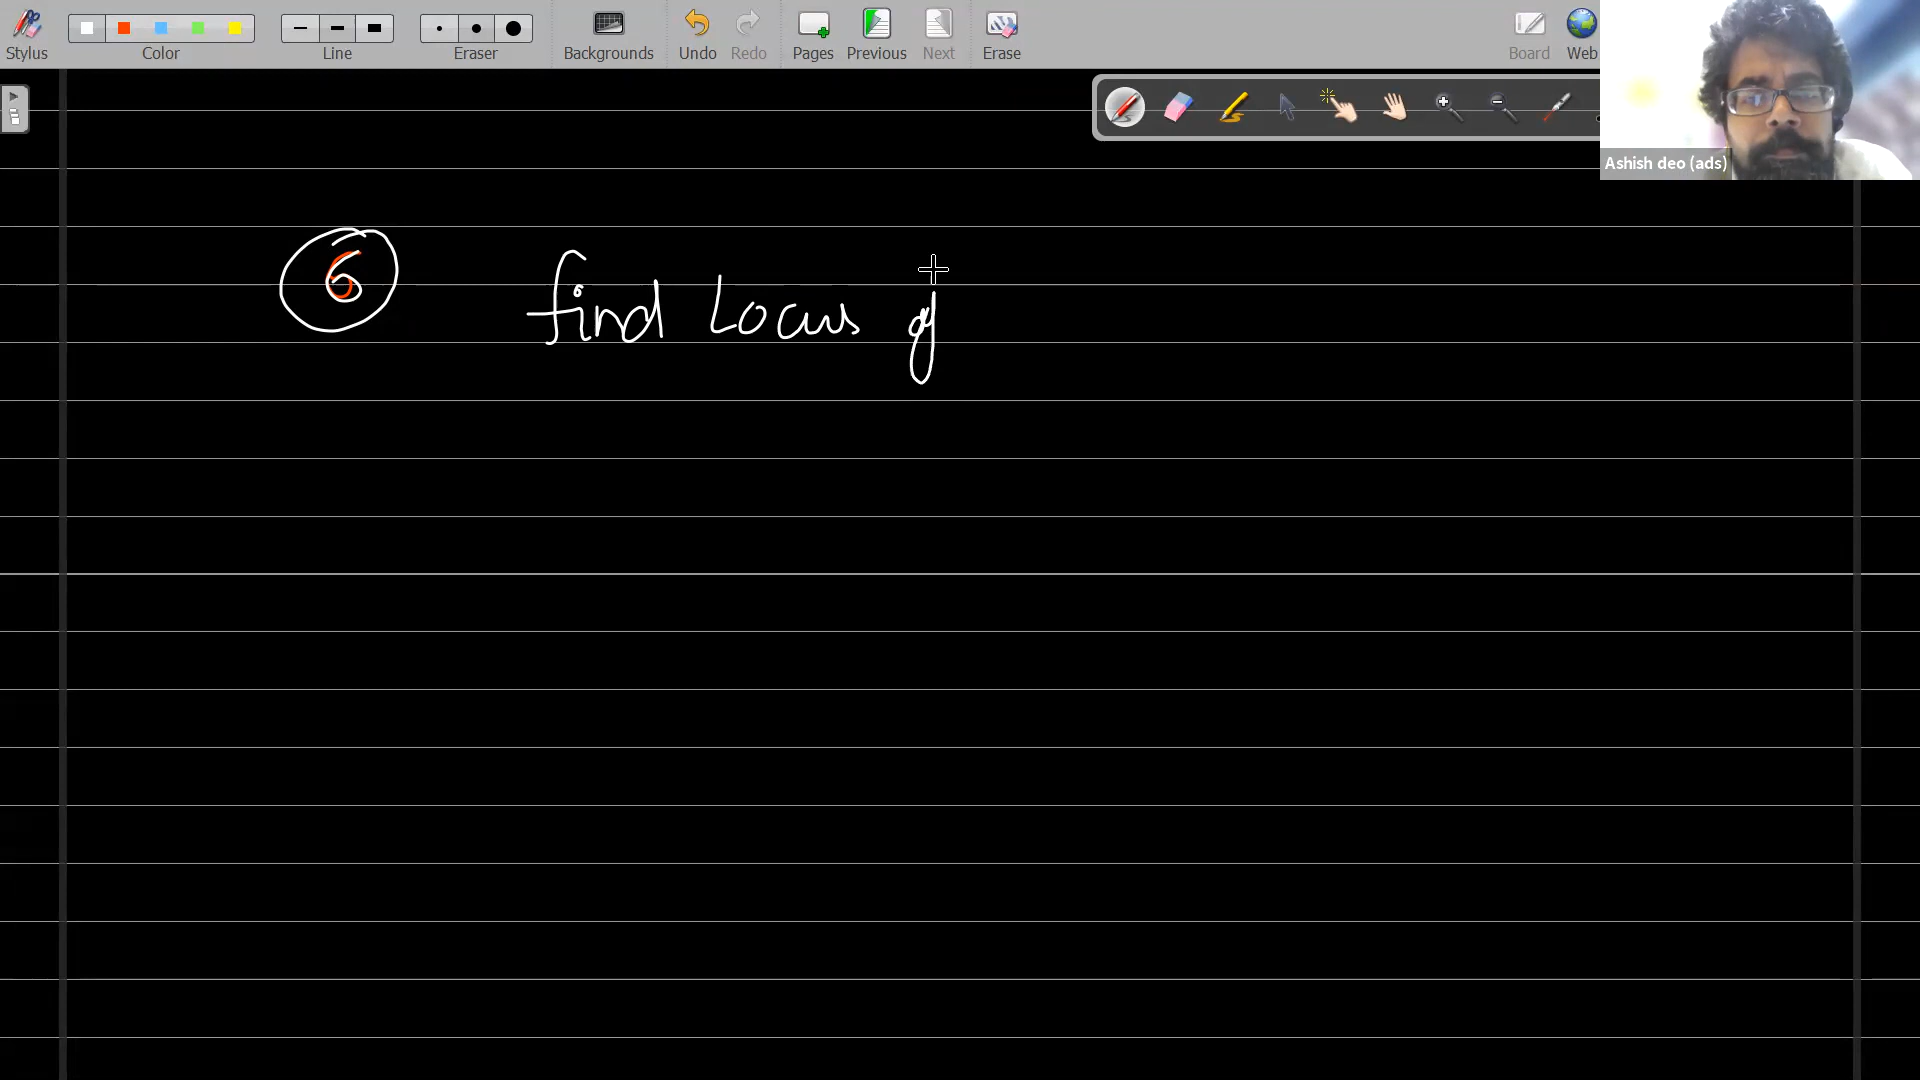 Stylus Color Line Eraser Backgrounds Undo Redo Pages Previous Next Erase Board Web
Ashish deo (ads)
6 find Locus of